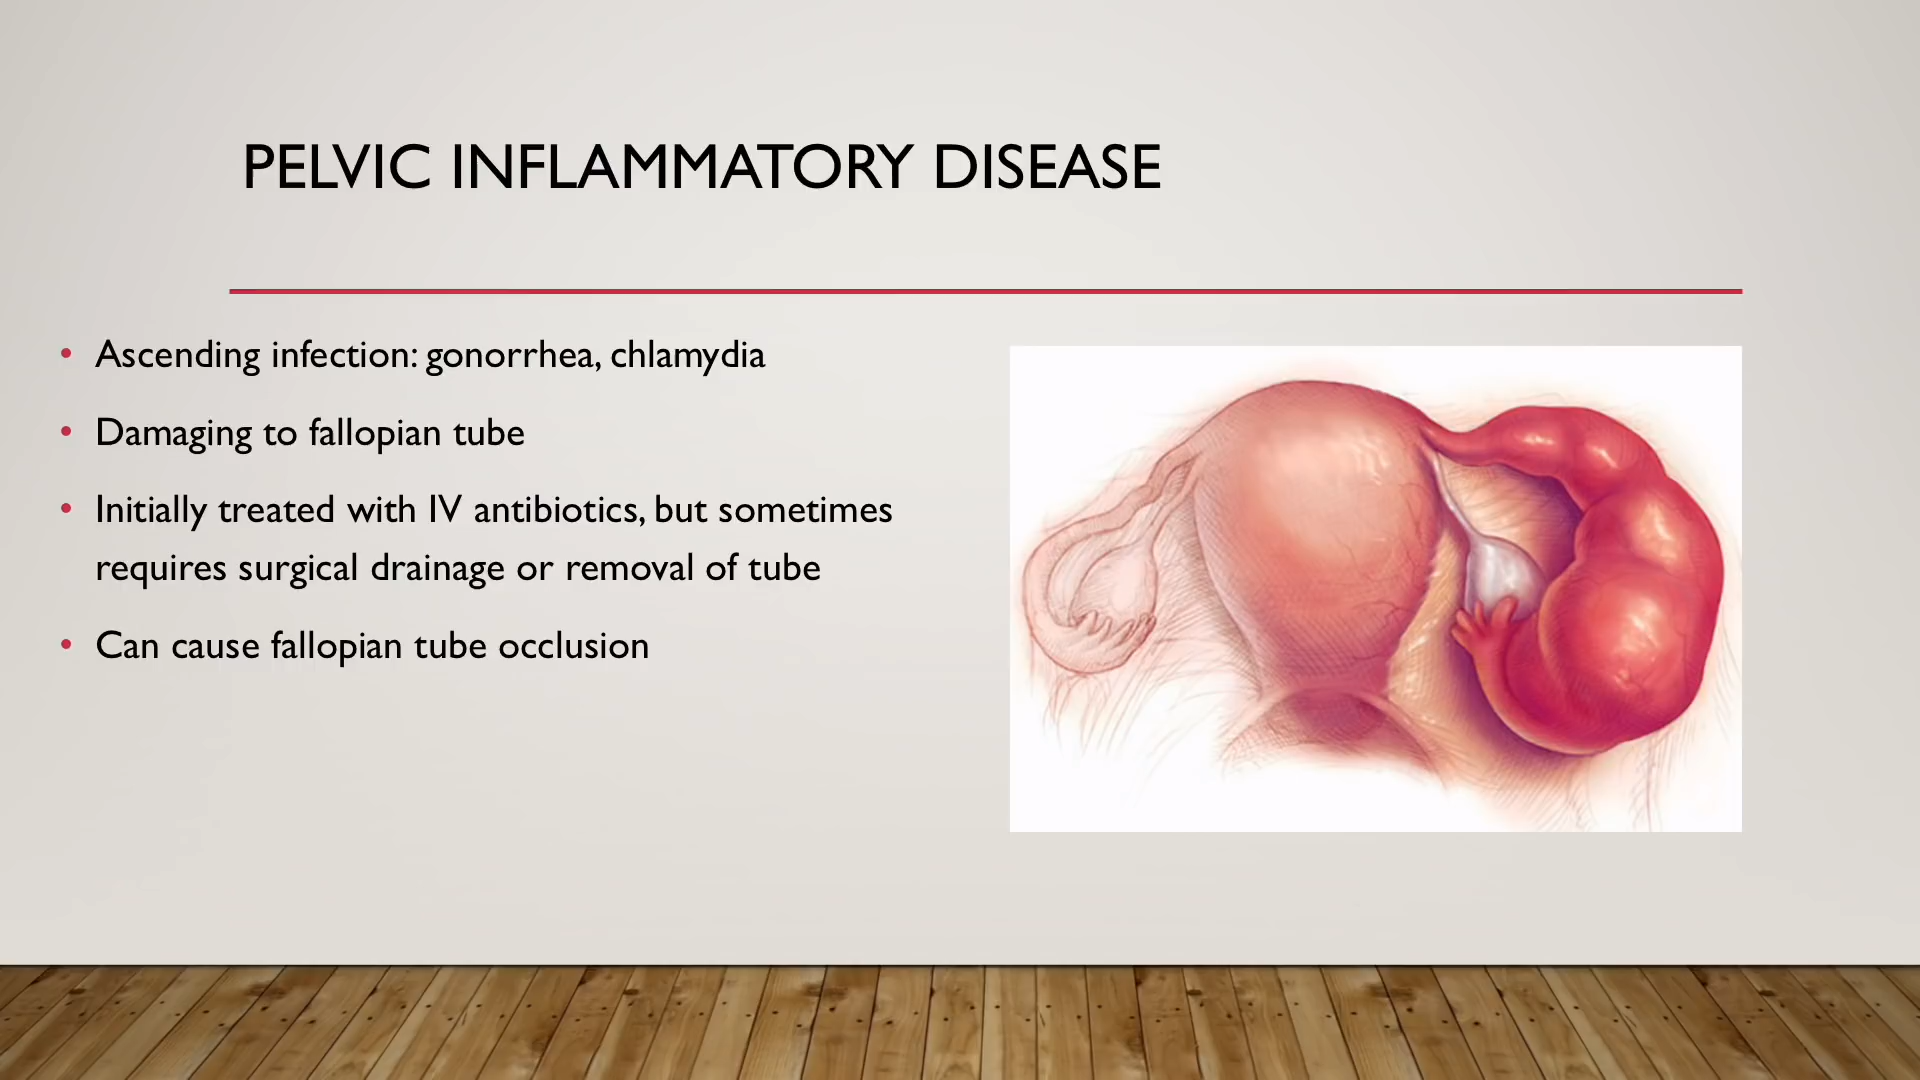 PELVIC INFLAMMATORY DISEASE
• Ascending infection: gonorrhea, chlamydia
• Damaging to fallopian tube
• Initially treated with IV antibiotics, but sometimes
requires surgical drainage or removal of tube
• Can cause fallopian tube occlusion